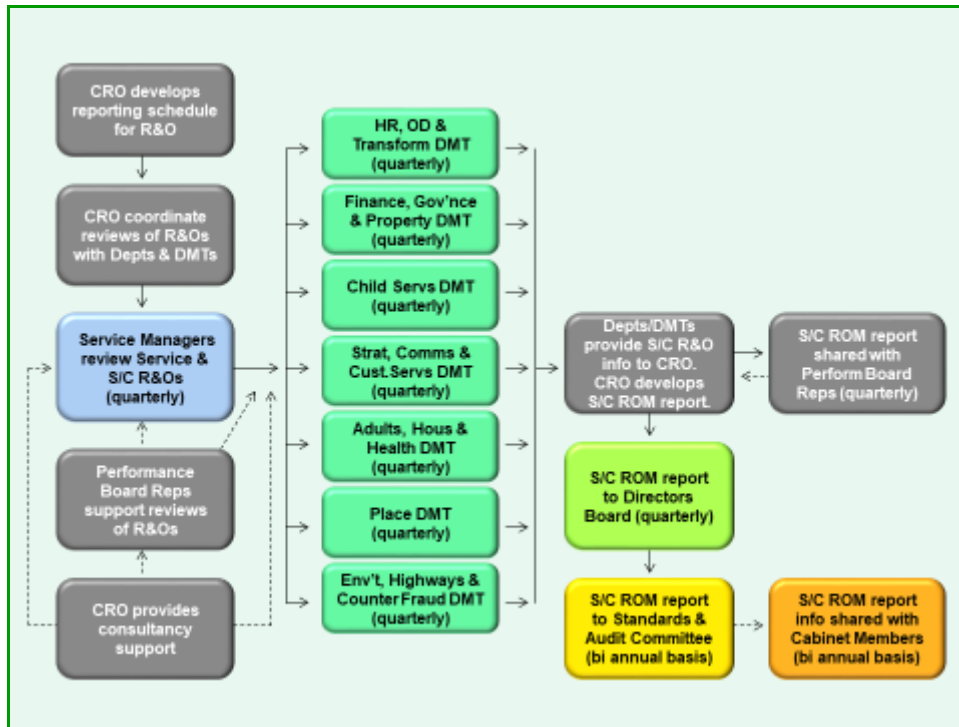 CRO develops
reporting schedule
for R&O
CRO coordinate
reviews of R&Os
with Depts & DMTs
Service Managers
review Service &
S/C R&Os
(quarterly)
Performance
Board Reps
support reviews
of R&Os
CRO provides
consultancy
support
HR, OD &
Transform DMT
(quarterly)
Finance, Gov'nce
& Property DMT
(quarterly)
Child Servs DMT
(quarterly)
Strat, Comms &
Cust.Servs DMT
(quarterly)
Adults, Hous &
Health DMT
(quarterly)
Place DMT
(quarterly)
Env't, Highways &
Counter Fraud DMT
(quarterly)
Depts/DMTs
provide S/C R&O
info to CRO.
CRO develops
S/C ROM report.
S/C ROM report
shared with
Perform Board
Reps (quarterly)
S/C ROM report
to Directors
Board (quarterly)
S/C ROM report
to Standards &
Audit Committee
(bi annual basis)
S/C ROM report
info shared with
Cabinet Members
(bi annual basis)